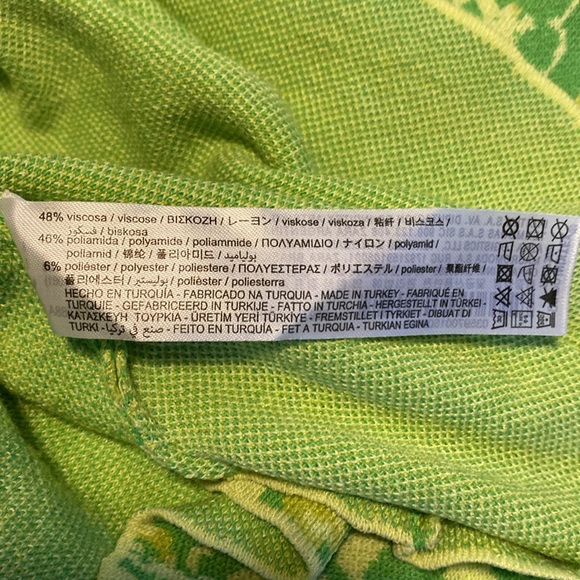 48% viscosa / viscose / ΒΙΣΚΟΖΗ / レーヨン / viskose / viskoza / 粘纤 / 비스코스 /
فسكوز / biskosa
46% poliamida / polyamide / poliammide / ΠΟΛΥΑΜΙΔΙΟ / ナイロン / polyamid /
poliamid / 锦纶 / 폴리아미드 / بولياميد
6% poliéster / polyester / poliestere / ΠΟΛΥΕΣΤΕΡΑΣ / ポリエステル / poliester / 聚酯纤维 /
폴리에스터 / بوليستير / poliesterra
HECHO EN TURQUÍA - FABRICADO NA TURQUIA - MADE IN TURKEY - FABRIQUÉ EN
TURQUIE - GEFABRICEERD IN TURKIJE - FATTO IN TURCHIA - HERGESTELLT IN TÜRKEI -
ΚΑΤΑΣΚΕΥΗ ΤΟΥΡΚΙΑ - ÜRETİM YERİ TÜRKİYE - FREMSTILLET I TYRKIET - DIBUAT DI
TURKI - صنع في تركيا - FEITO EN TURQUÍA - FET A TURQUIA - TURKIAN EGINA